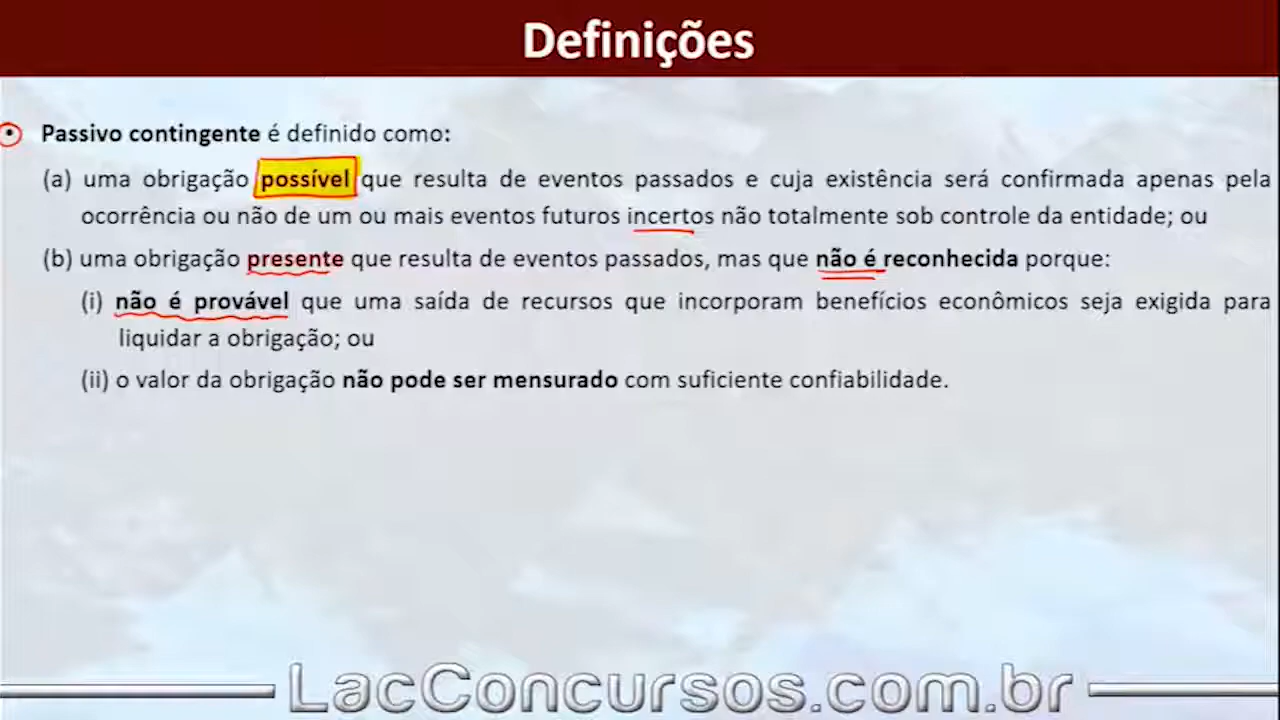 Definições
• Passivo contingente é definido como:
(a) uma obrigação possível que resulta de eventos passados e cuja existência será confirmada apenas pela
ocorrência ou não de um ou mais eventos futuros incertos não totalmente sob controle da entidade; ou
(b) uma obrigação presente que resulta de eventos passados, mas que não é reconhecida porque:
(i) não é provável que uma saída de recursos que incorporam benefícios econômicos seja exigida para
liquidar a obrigação; ou
(ii) o valor da obrigação não pode ser mensurado com suficiente confiabilidade.
LacConcursos.com.br